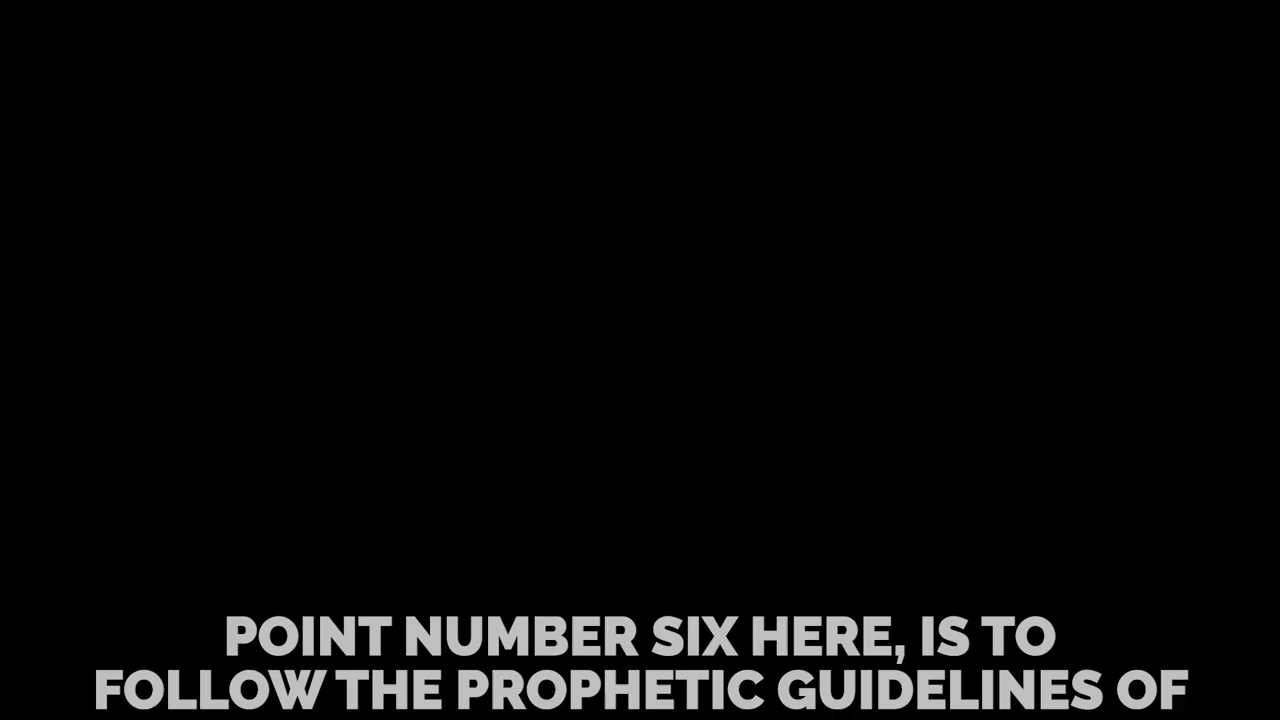 POINT NUMBER SIX HERE, IS TO
FOLLOW THE PROPHETIC GUIDELINES OF